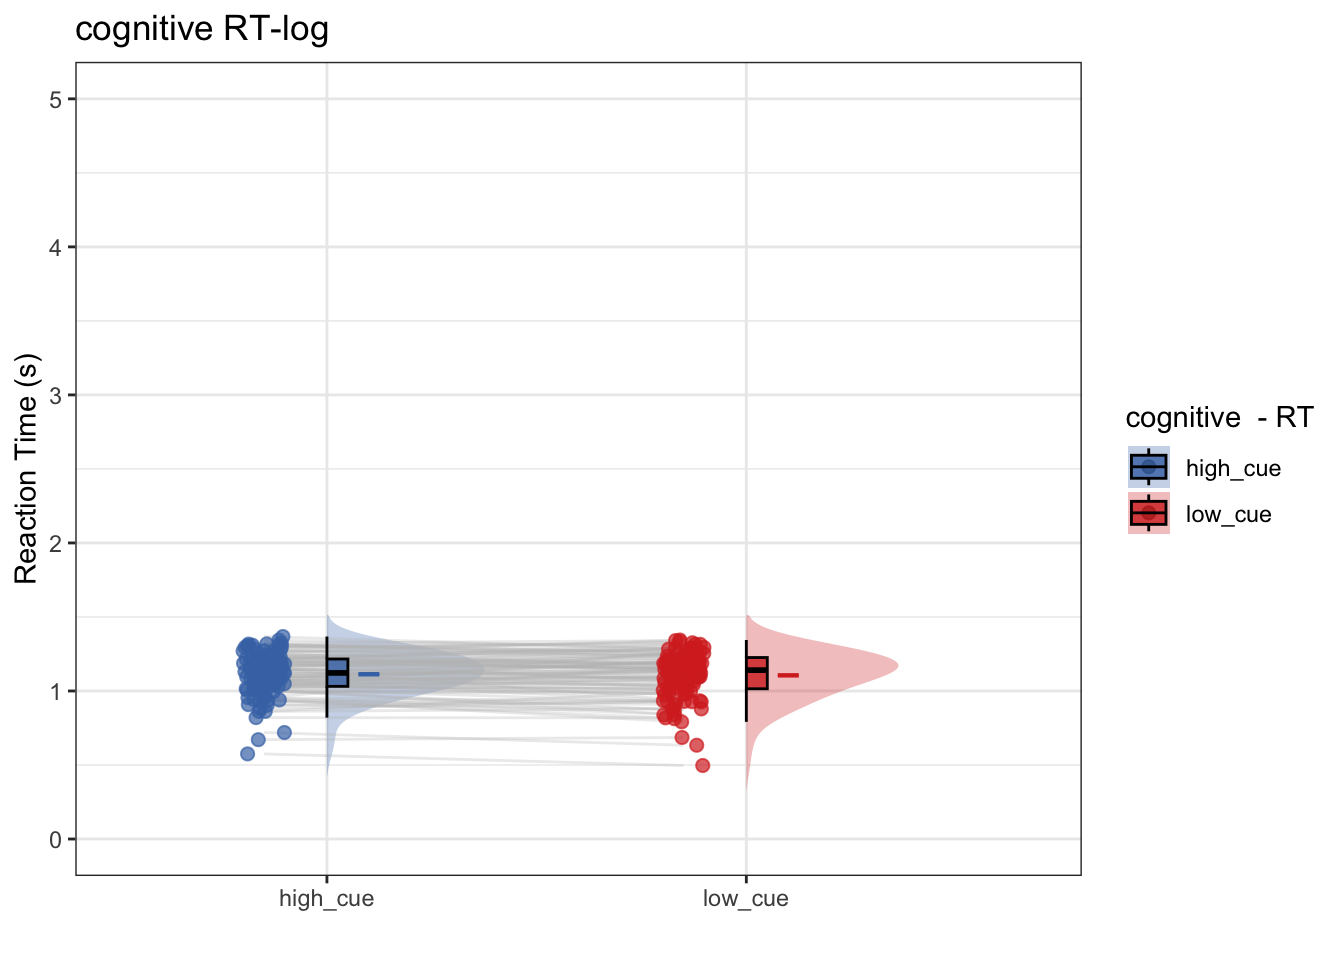 cognitive RT-log
5
4
3
2
1
0
Reaction Time (s)
high_cue
low_cue
cognitive  - RT
high_cue
low_cue